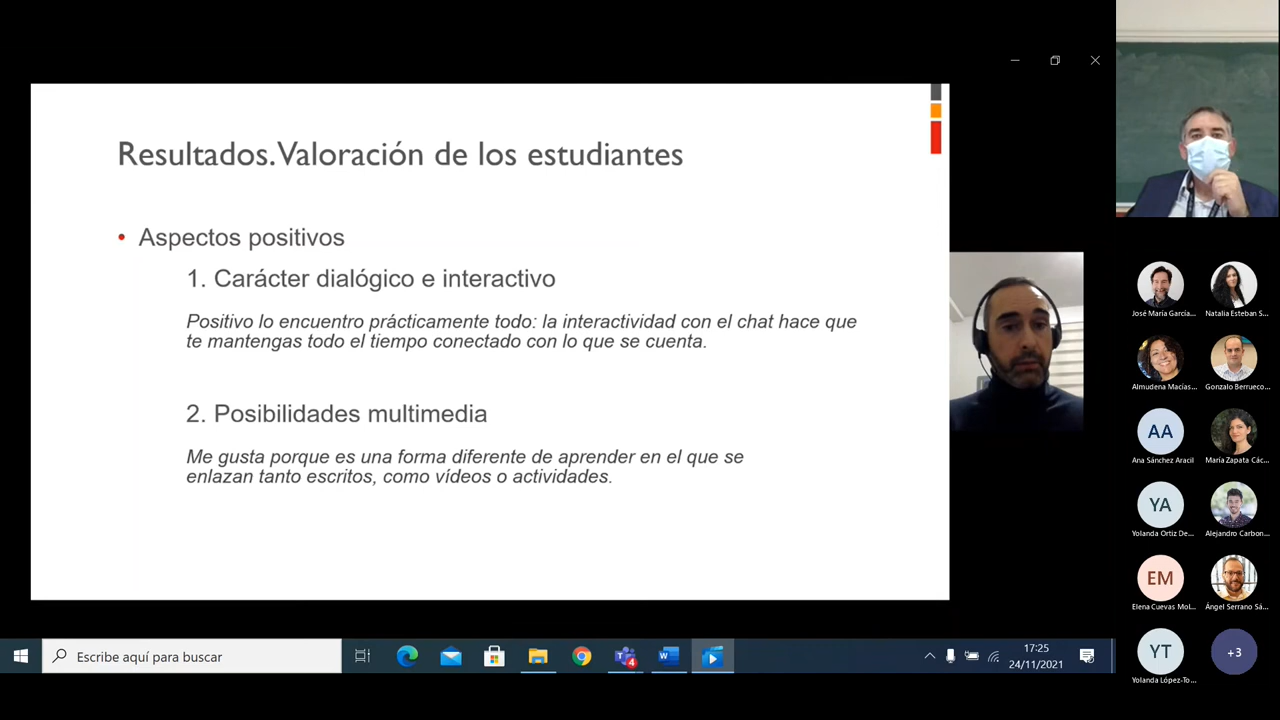 Resultados. Valoración de los estudiantes
• Aspectos positivos
1. Carácter dialógico e interactivo
Positivo lo encuentro prácticamente todo: la interactividad con el chat hace que
te mantengas todo el tiempo conectado con lo que se cuenta.
2. Posibilidades multimedia
Me gusta porque es una forma diferente de aprender en el que se
enlazan tanto escritos, como vídeos o actividades.
José María García...
Natalia Esteban S...
Almudena Macías...
Gonzalo Berrueco...
AA
Ana Sánchez Aracil
María Zapata Các...
YA
Yolanda Ortiz De...
Alejandro Carbon...
EM
Elena Cuevas Mol...
Ángel Serrano Sá...
YT
Yolanda López-To...
+3
Escribe aquí para buscar
4
17:25
24/11/2021